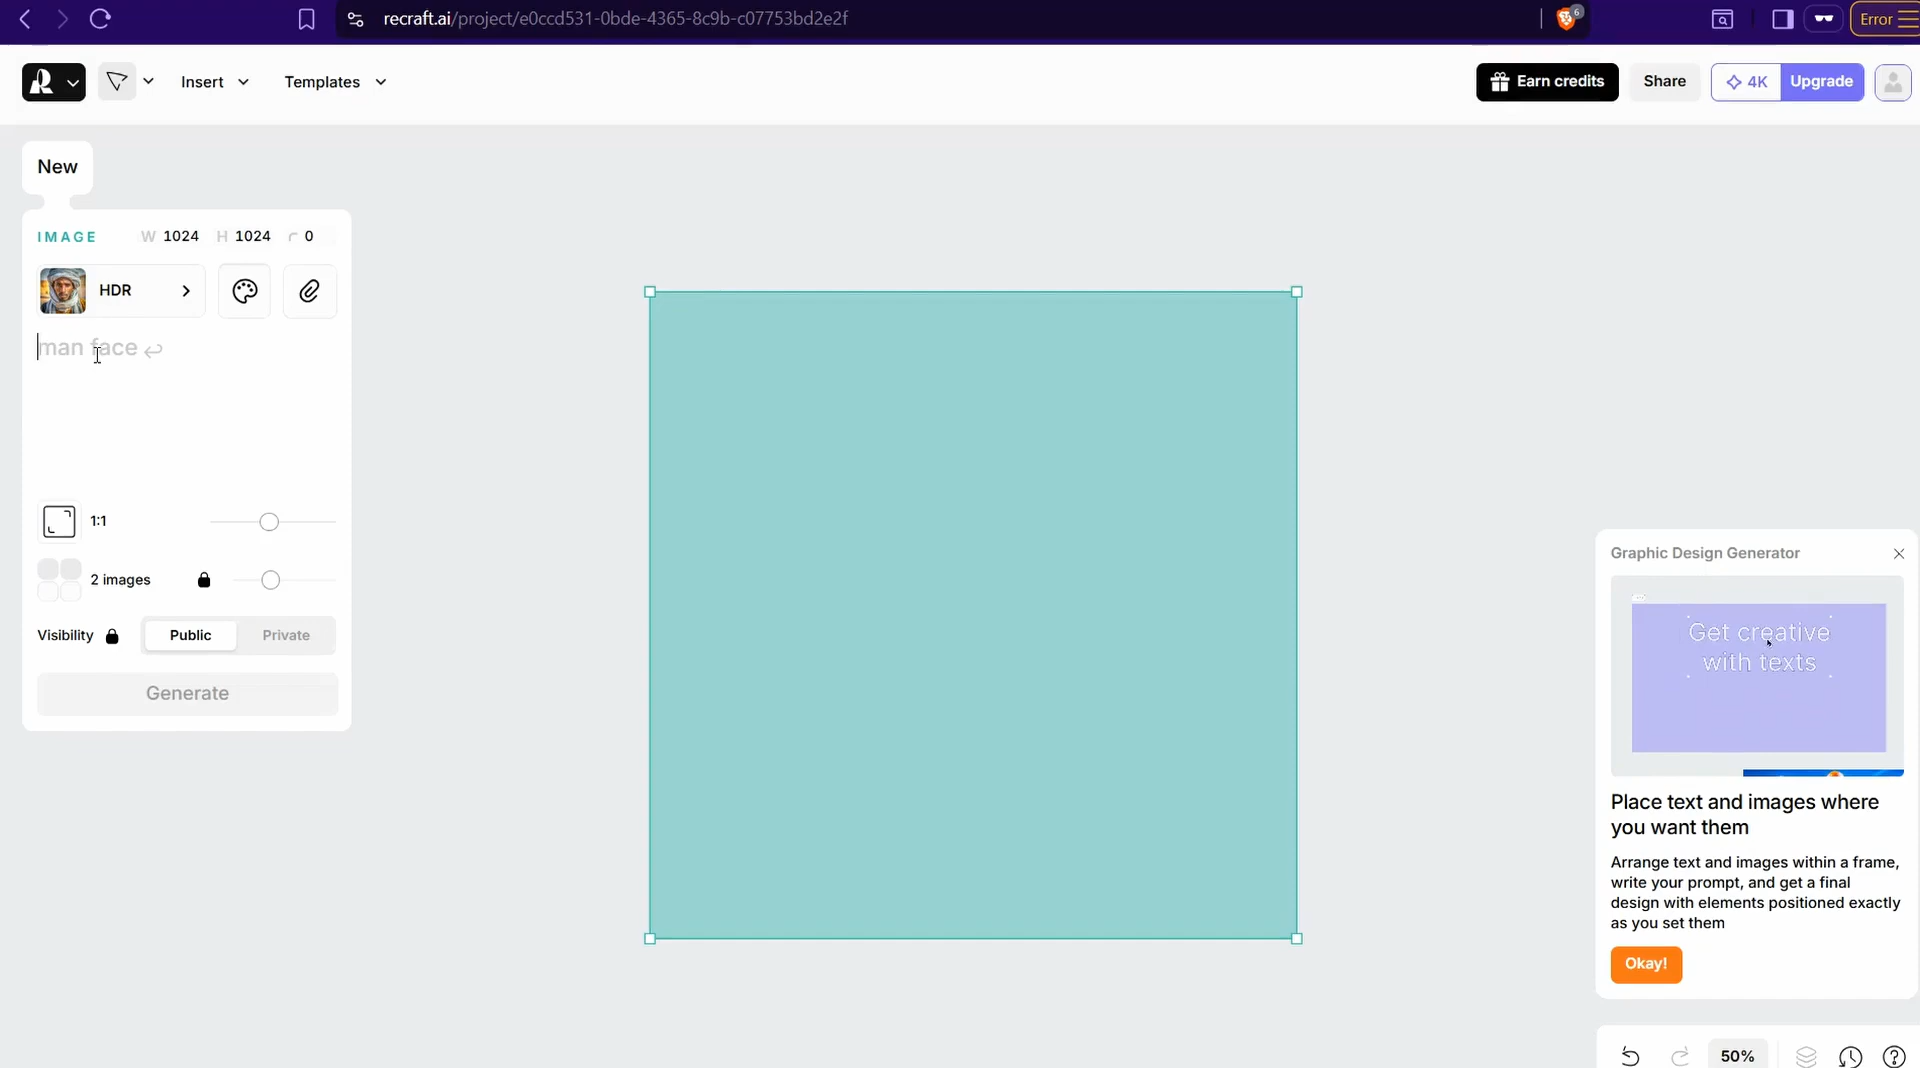 recraft.ai/project/e0ccd531-0bde-4365-8c9b-c07753bd2e2f
6
Error
Insert
Templates
Earn credits
Share
4K
Upgrade
New
IMAGE W 1024 H 1024 0
HDR
man face
1:1
2 images
Visibility
Public
Private
Generate
Graphic Design Generator
Get creative
with texts
Place text and images where
you want them
Arrange text and images within a frame,
write your prompt, and get a final
design with elements positioned exactly
as you set them
Okay!
50%